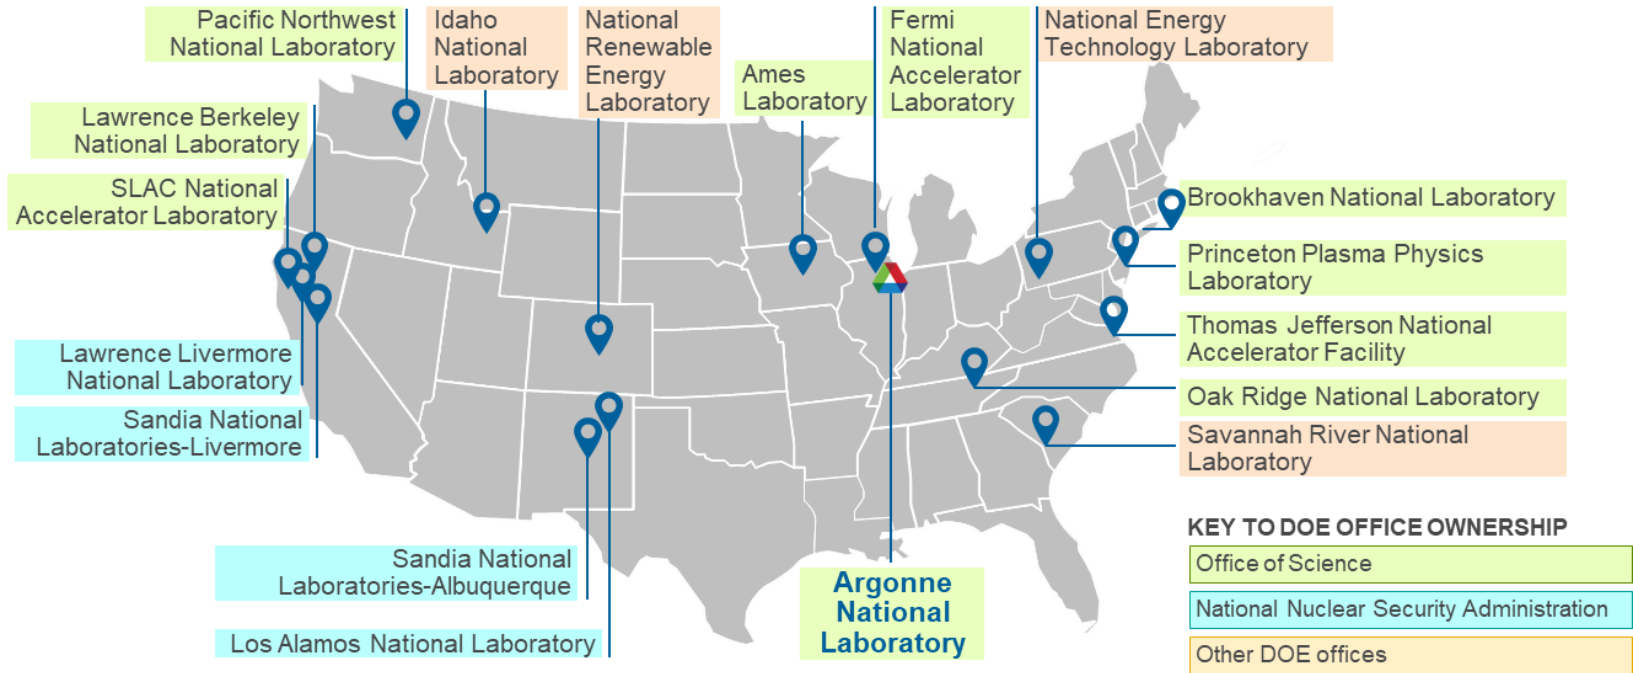 Pacific Northwest
National Laboratory
Idaho
National
Laboratory
National
Renewable
Energy
Laboratory
Ames
Laboratory
Fermi
National
Accelerator
Laboratory
National Energy
Technology Laboratory
Lawrence Berkeley
National Laboratory
SLAC National
Accelerator Laboratory
Lawrence Livermore
National Laboratory
Sandia National
Laboratories-Livermore
Sandia National
Laboratories-Albuquerque
Los Alamos National Laboratory
Argonne
National
Laboratory
Brookhaven National Laboratory
Princeton Plasma Physics
Laboratory
Thomas Jefferson National
Accelerator Facility
Oak Ridge National Laboratory
Savannah River National
Laboratory
KEY TO DOE OFFICE OWNERSHIP
Office of Science
National Nuclear Security Administration
Other DOE offices